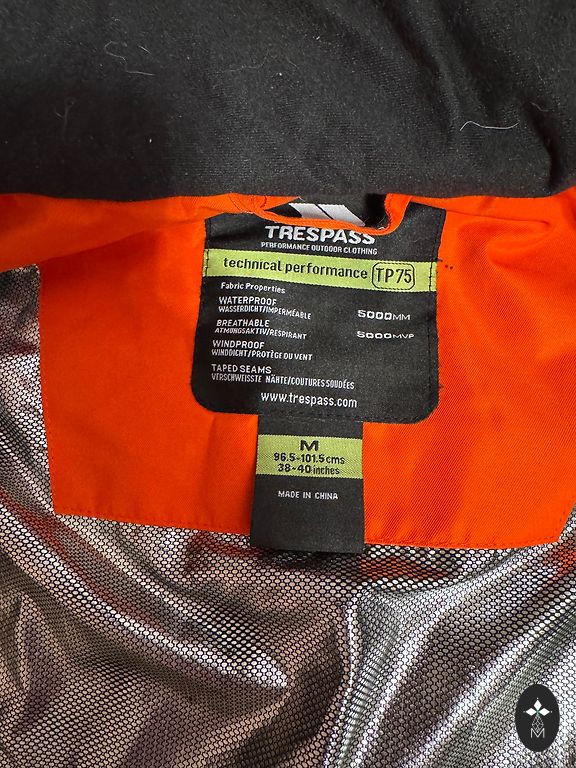 TRESPASS
PERFORMANCE OUTDOOR CLOTHING
technical performance TP75
Fabric Properties
WATERPROOF
WASSERDICHT/IMPERMÉABLE 5000MM
BREATHABLE
ATMUNGSAKTIV/RESPIRANT 5000MVP
WINDPROOF
WINDDICHT/PROTÈGE DU VENT
TAPED SEAMS
VERSCHWEISSTE NÄHTE/COUTURES SOUDÉES
www.trespass.com
M
96.5-101.5cms
38-40inches
MADE IN CHINA
M